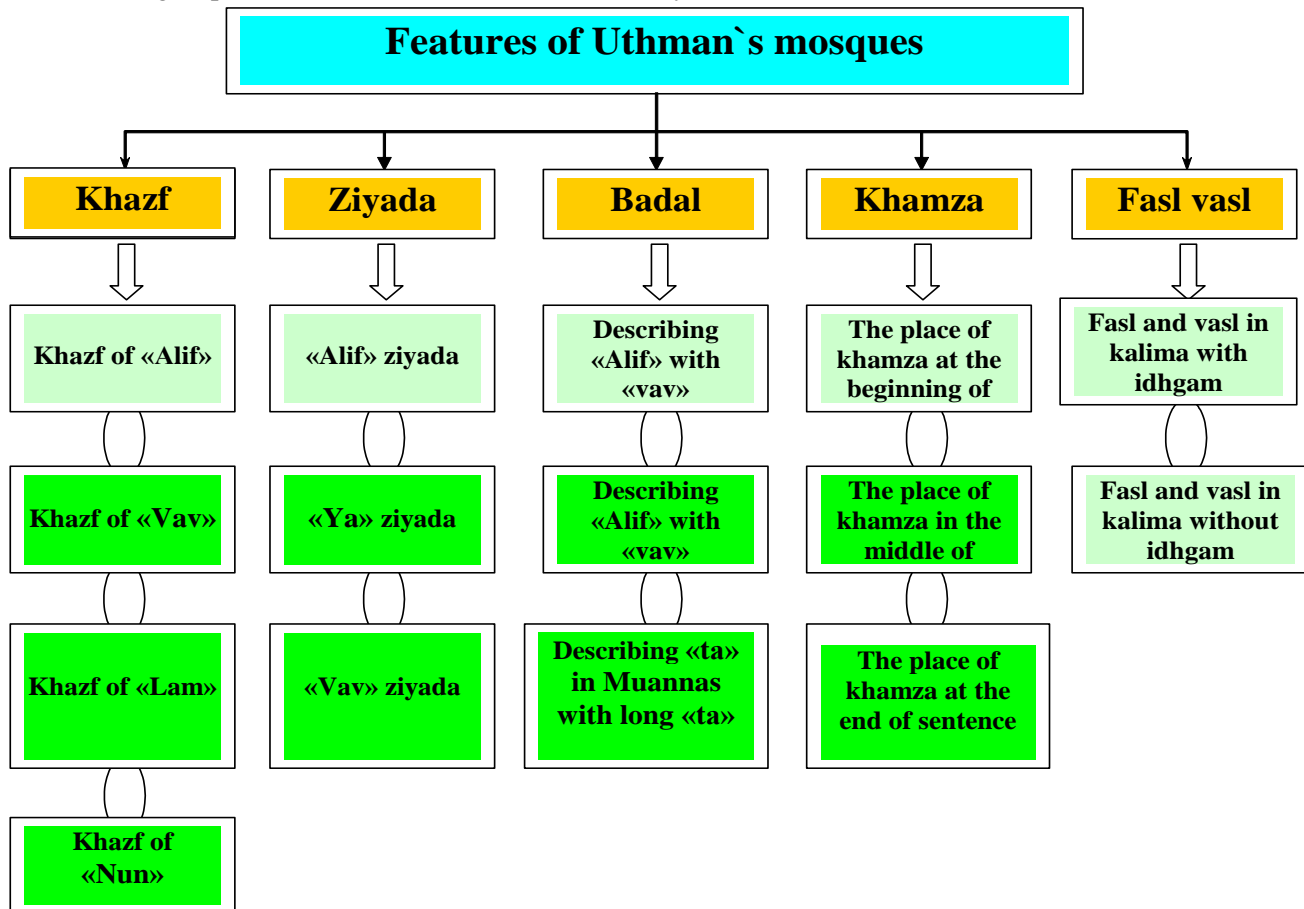 Features of Uthman`s mosques
Khazf
Ziyada
Badal
Khamza
Fasl vasl
Khazf of «Alif»
«Alif» ziyada
Describing
«Alif» with
«vav»
The place of
khamza at the
beginning of
Fasl and vasl in
kalima with
idhgam
Khazf of «Vav»
«Ya» ziyada
Describing
«Alif» with
«vav»
The place of
khamza in the
middle of
Fasl and vasl in
kalima without
idhgam
Khazf of «Lam»
«Vav» ziyada
Describing «ta»
in Muannas
with long «ta»
The place of
khamza at the
end of sentence
Khazf of
«Nun»